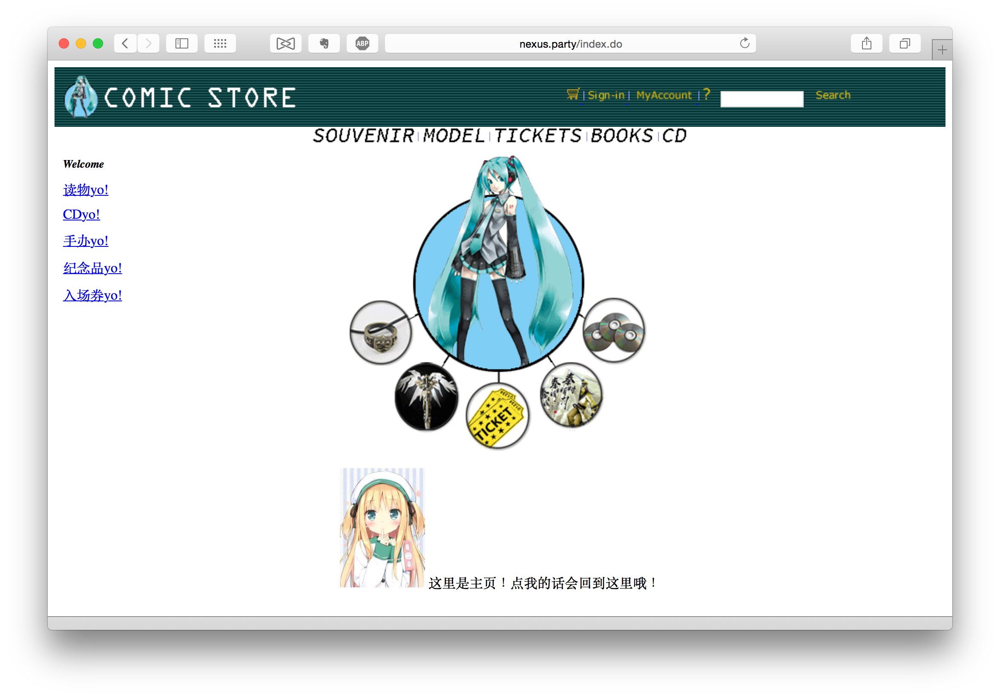 ABP
nexus.party/index.do
COMIC STORE
| Sign-in | MyAccount | ? Search
SOUVENIR | MODEL | TICKETS | BOOKS | CD
Welcome
读物yo!
CDyo!
手办yo!
纪念品yo!
入场券yo!
TICKET
这里是主页！点我的话会回到这里哦！